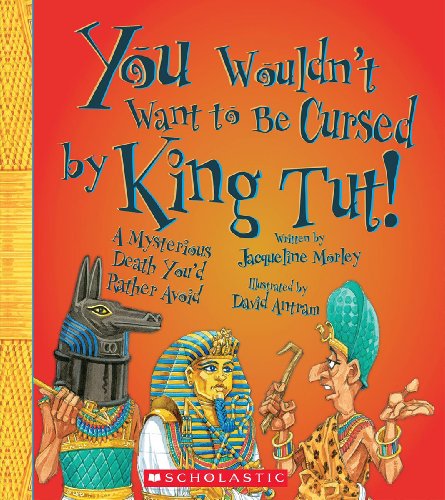 You Wouldn't
Want to Be Cursed
by King Tut!
A Mysterious
Death You'd
Rather Avoid
Written by
Jacqueline Morley
Illustrated by
David Antram
SCHOLASTIC